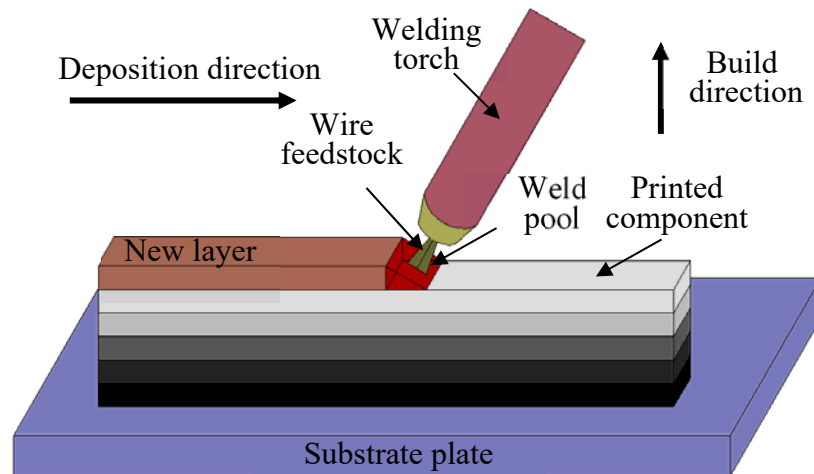 Deposition direction
Welding
torch
Build
direction
Wire
feedstock
Weld
pool
Printed
component
New layer
Substrate plate